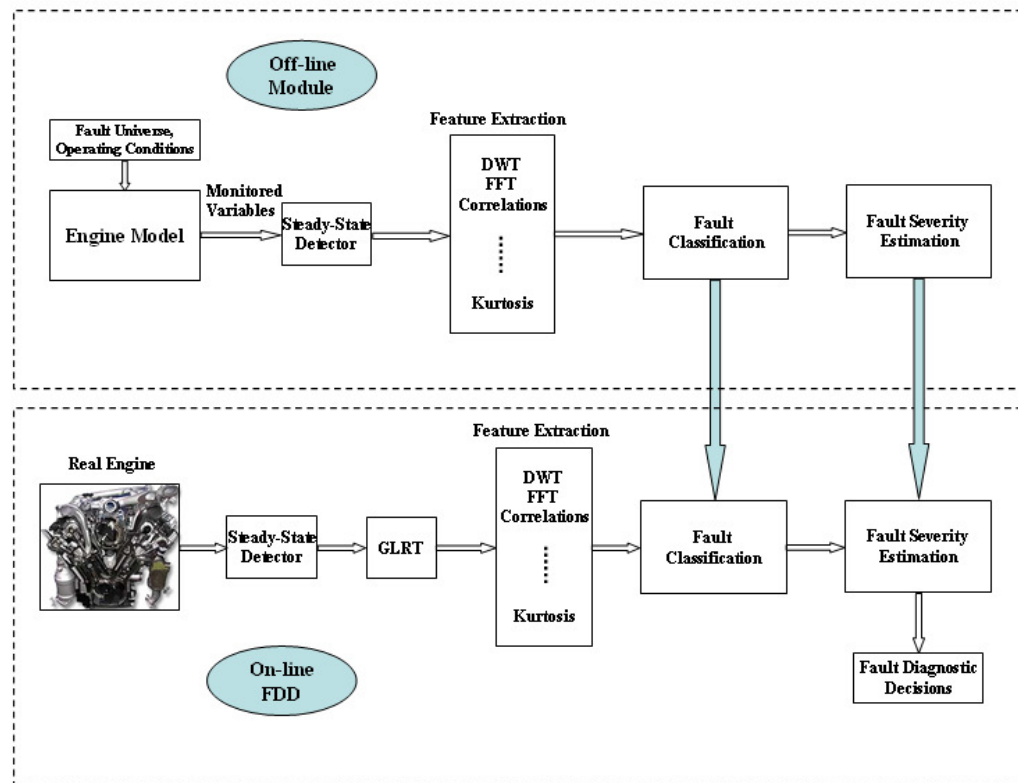 Off-line
Module
Fault Universe,
Operating Conditions
Engine Model
Monitored
Variables
Steady-State
Detector
Feature Extraction
DWT
FFT
Correlations
Kurtosis
Fault
Classification
Fault Severity
Estimation
Real Engine
Steady-State
Detector
GLRT
Feature Extraction
DWT
FFT
Correlations
Kurtosis
Fault
Classification
Fault Severity
Estimation
Fault Diagnostic
Decisions
On-line
FDD